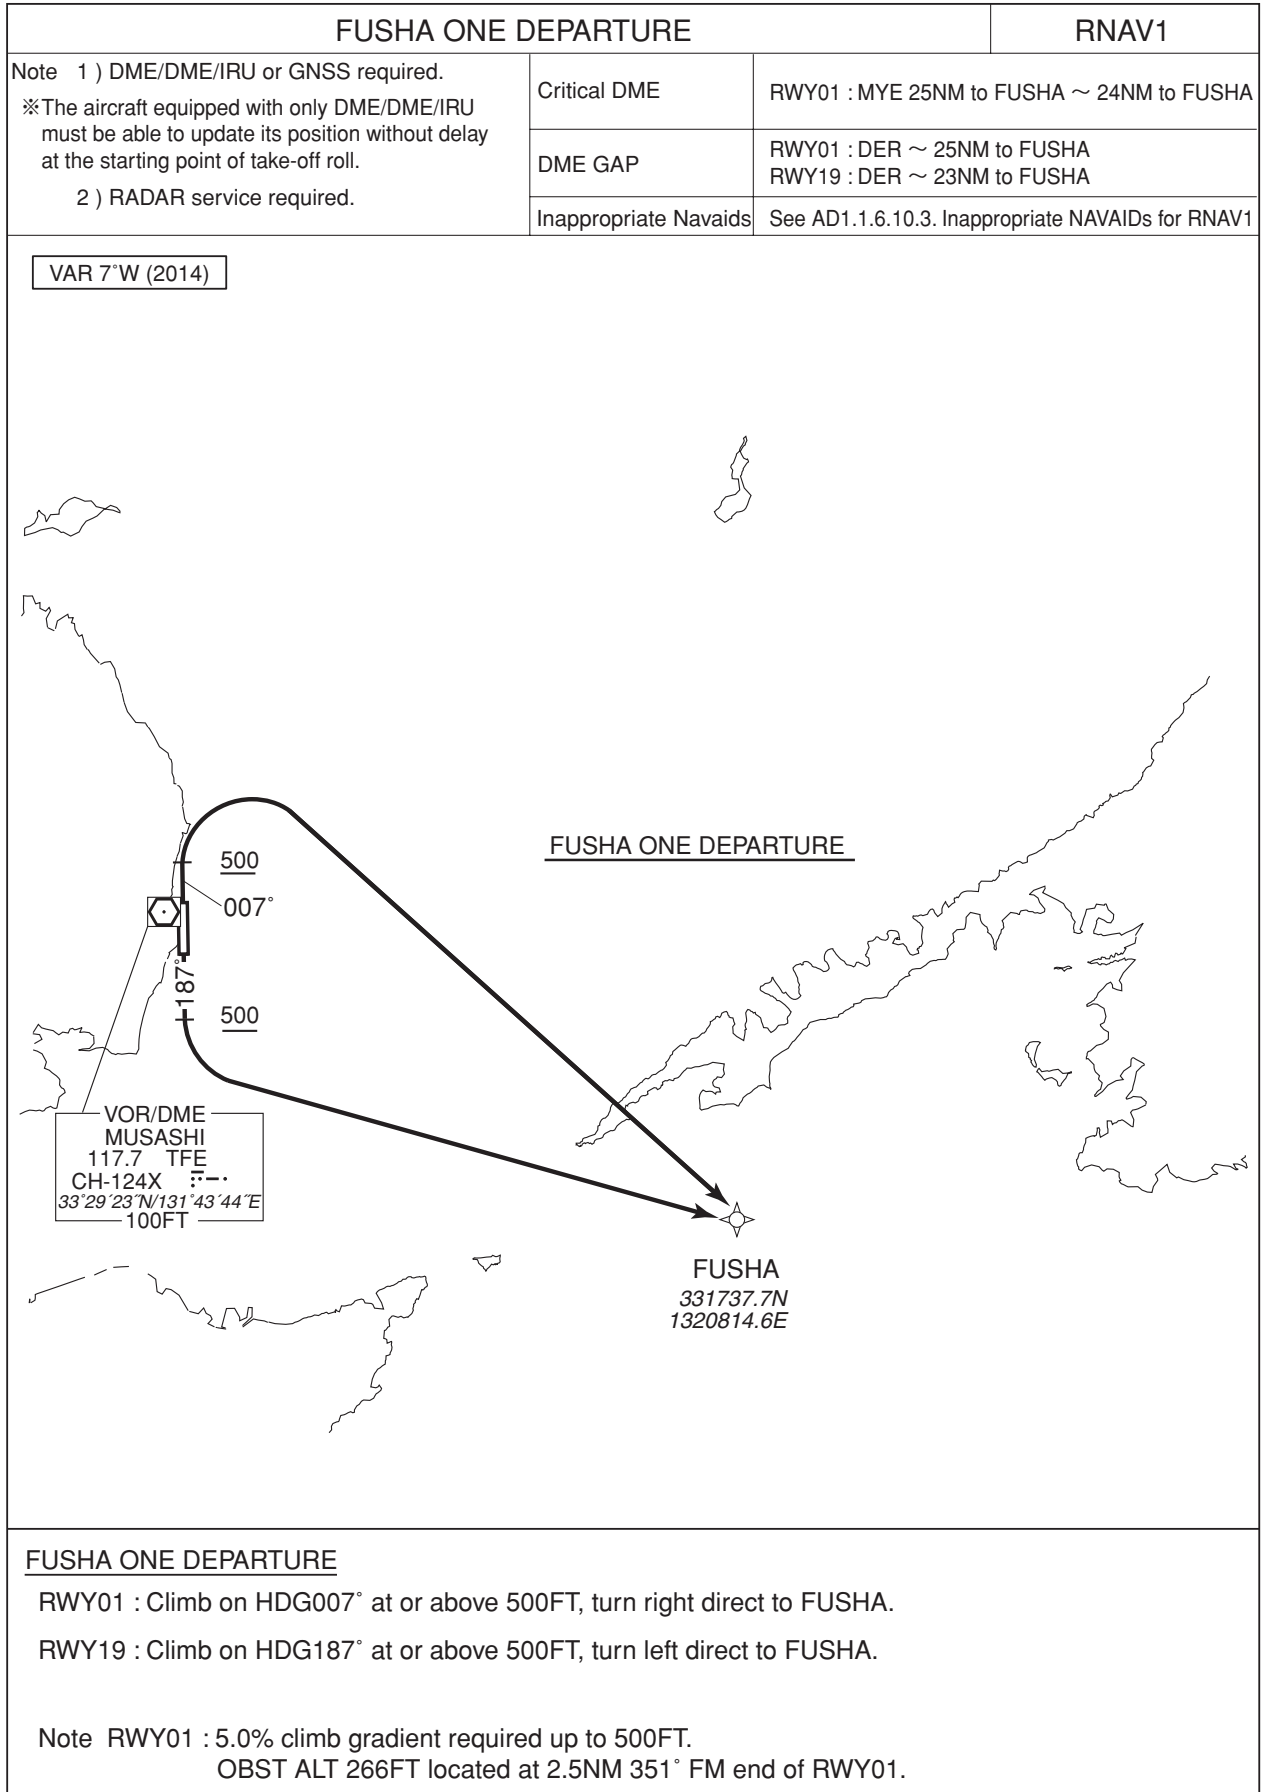 FUSHA ONE DEPARTURE
RNAV1
Note 1 ) DME/DME/IRU or GNSS required.
※The aircraft equipped with only DME/DME/IRU
must be able to update its position without delay
at the starting point of take-off roll.
2 ) RADAR service required.
Critical DME
RWY01 : MYE 25NM to FUSHA ～ 24NM to FUSHA
DME GAP
RWY01 : DER ～ 25NM to FUSHA
RWY19 : DER ～ 23NM to FUSHA
Inappropriate Navaids
See AD1.1.6.10.3. Inappropriate NAVAIDs for RNAV1
VAR 7˚W (2014)
FUSHA ONE DEPARTURE
500
007˚
187˚
500
VOR/DME
MUSASHI
117.7 TFE
CH-124X
33˚29´23˝N/131˚43´44˝E
100FT
FUSHA
331737.7N
1320814.6E
FUSHA ONE DEPARTURE
RWY01 : Climb on HDG007˚ at or above 500FT, turn right direct to FUSHA.
RWY19 : Climb on HDG187˚ at or above 500FT, turn left direct to FUSHA.
Note RWY01 : 5.0% climb gradient required up to 500FT.
OBST ALT 266FT located at 2.5NM 351˚ FM end of RWY01.